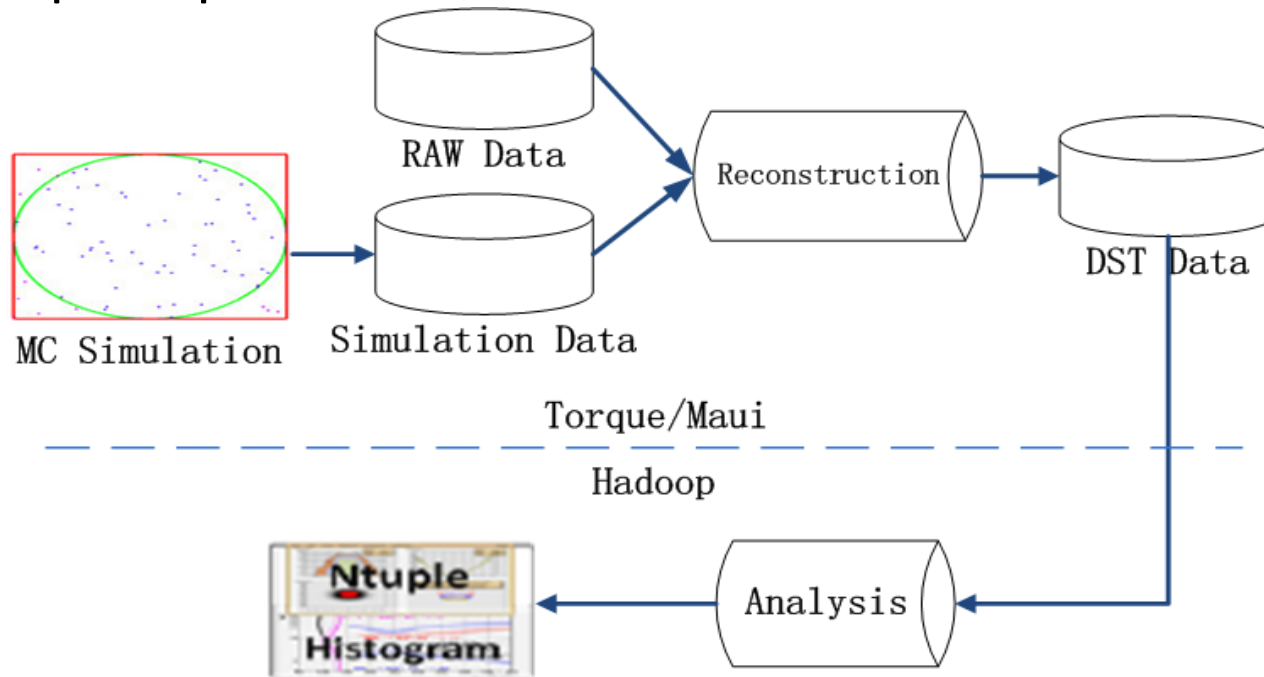 RAW Data
Reconstruction
MC Simulation
Simulation Data
DST Data
Torque/Maui
Hadoop
Ntuple
Histogram
Analysis